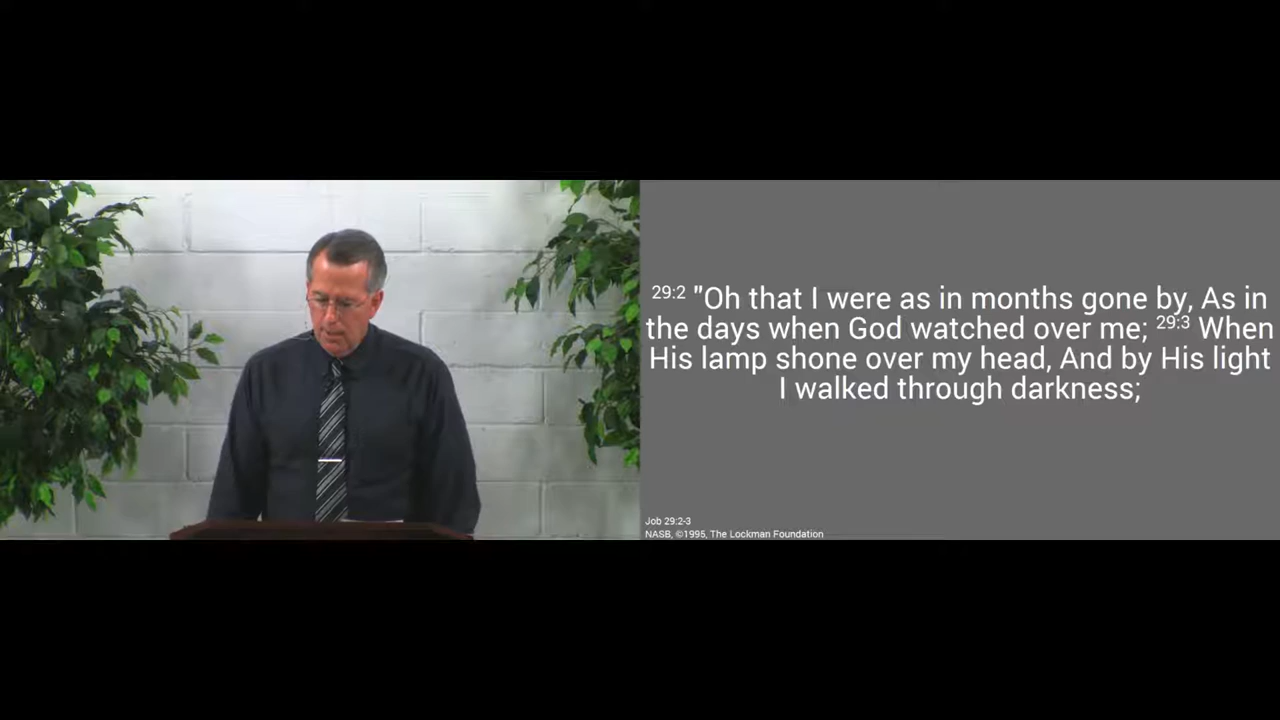 29:2 "Oh that I were as in months gone by, As in
the days when God watched over me; 29:3 When
His lamp shone over my head, And by His light
I walked through darkness;
Job 29:2-3
NASB, ©1995, The Lockman Foundation